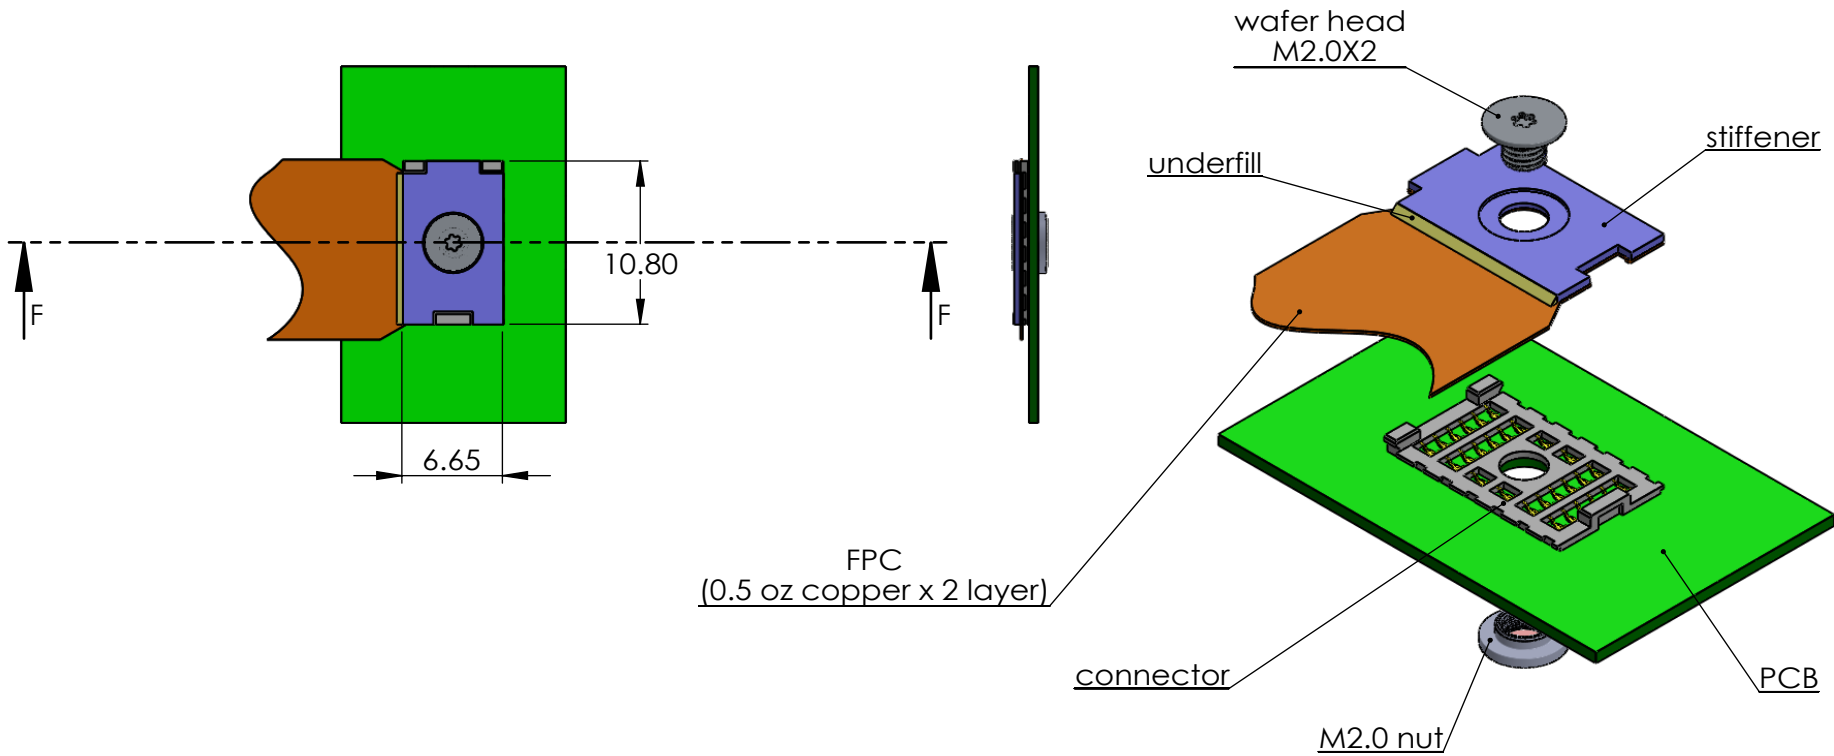 wafer head
M2.0X2
stiffener
underfill
10.80
F
F
6.65
FPC
(0.5 oz copper x 2 layer)
connector
PCB
M2.0 nut